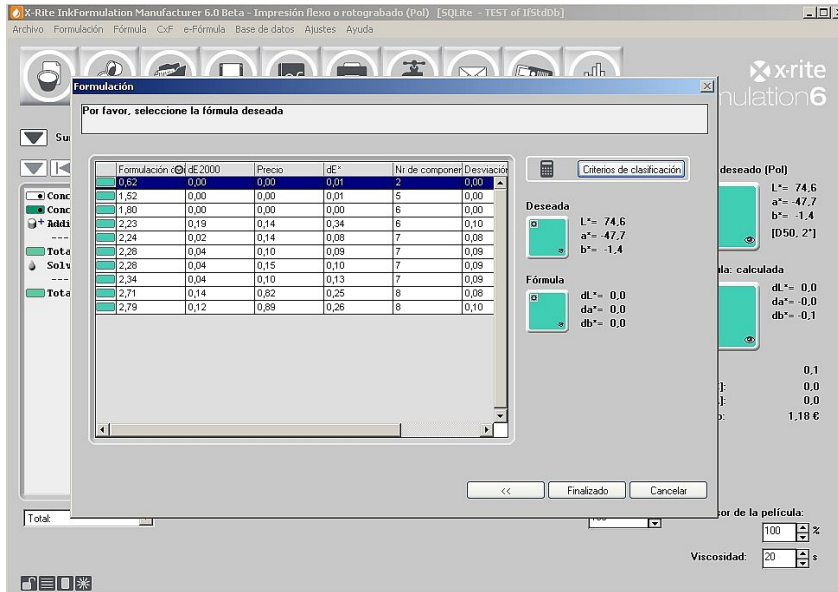 X-Rite InkFormulation Manufacturer 6.0 Beta - Impresión flexo o rotograbado (Pol) [SQLite - TEST of IfStdDb]
Archivo Formulación Fórmula CxF e-Fórmula Base de datos Ajustes Ayuda
x·rite
nulation6
Formulación
Por favor, seleccione la fórmula deseada
Su
Formulación dE2000 Precio dE* Nr de componer Desviación
0,62 0,00 0,00 0,01 2 0,00
1,52 0,00 0,00 0,01 5 0,00
1,80 0,00 0,00 0,00 6 0,00
2,23 0,19 0,14 0,34 6 0,10
2,24 0,02 0,14 0,08 7 0,08
2,28 0,04 0,10 0,09 7 0,09
2,28 0,04 0,15 0,10 7 0,09
2,34 0,04 0,10 0,13 7 0,09
2,71 0,14 0,82 0,25 8 0,08
2,79 0,12 0,89 0,26 8 0,10
Criterios de clasificación
Deseada
L*= 74,6
a*= -47,7
b*= -1,4
Fórmula
dL*= 0,0
da*= 0,0
db*= 0,0
<< Finalizado Cancelar
Conc
Conc
Addi
----
Tota
Solv
----
Tota
deseado (Pol)
L*= 74,6
a*= -47,7
b*= -1,4
[D50, 2°]
ula: calculada
dL*= 0,0
da*= -0,0
db*= -0,1
0,1
]: 0,0
]: 0,0
o: 1,18 €
Total:
100
sor de la película:
100 %
Viscosidad: 20 s